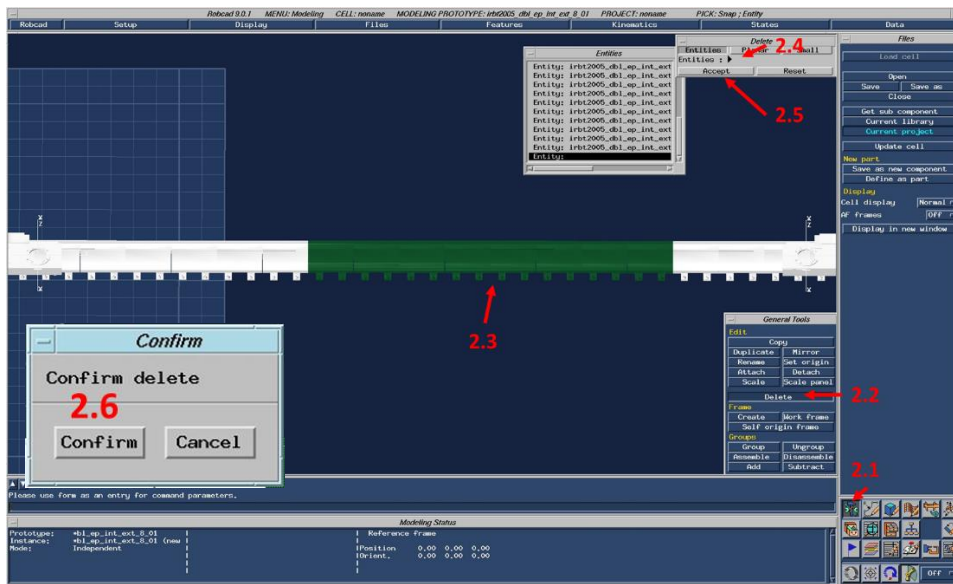 Robcad 9.0.1 MENU: Modeling CELL: noname MODELING PROTOTYPE: irbt2005_dbl_ep_int_ext_8_01 PROJECT: noname PICK: Snap ; Entity
Robcad Setup Display Files Features Kinematics States Data
Entities
Entity: irbt2005_dbl_ep_int_ext
Entity: irbt2005_dbl_ep_int_ext
Entity: irbt2005_dbl_ep_int_ext
Entity: irbt2005_dbl_ep_int_ext
Entity: irbt2005_dbl_ep_int_ext
Entity: irbt2005_dbl_ep_int_ext
Entity: irbt2005_dbl_ep_int_ext
Entity: irbt2005_dbl_ep_int_ext
Entity: irbt2005_dbl_ep_int_ext
Entity: irbt2005_dbl_ep_int_ext
Entity:
Delete
Entities Planar Small
Entities :
Accept Reset
2.4
2.5
Files
Load cell
Open
Save Save as
Close
Get sub component
Current library
Current project
Update cell
New part
Save as new component
Define as part
Display
Cell display Normal
AF frames Off
Display in new window
X
Z
X
Z
2.3
Confirm
Confirm delete
2.6
Confirm Cancel
General Tools
Edit
Copy
Duplicate Mirror
Rename Set origin
Attach Detach
Scale Scale panel
Delete
2.2
Frame
Create Work frame
Self origin frame
Groups
Group Ungroup
Assemble Disassemble
Add Subtract
2.1
Please use form as an entry for command parameters.
Modeling Status
Prototype: *bl_ep_int_ext_8_01
Instance: *bl_ep_int_ext_8_01 (new
Mode: Independent
Reference frame
Position 0.00 0.00 0.00
Orient. 0.00 0.00 0.00
Off